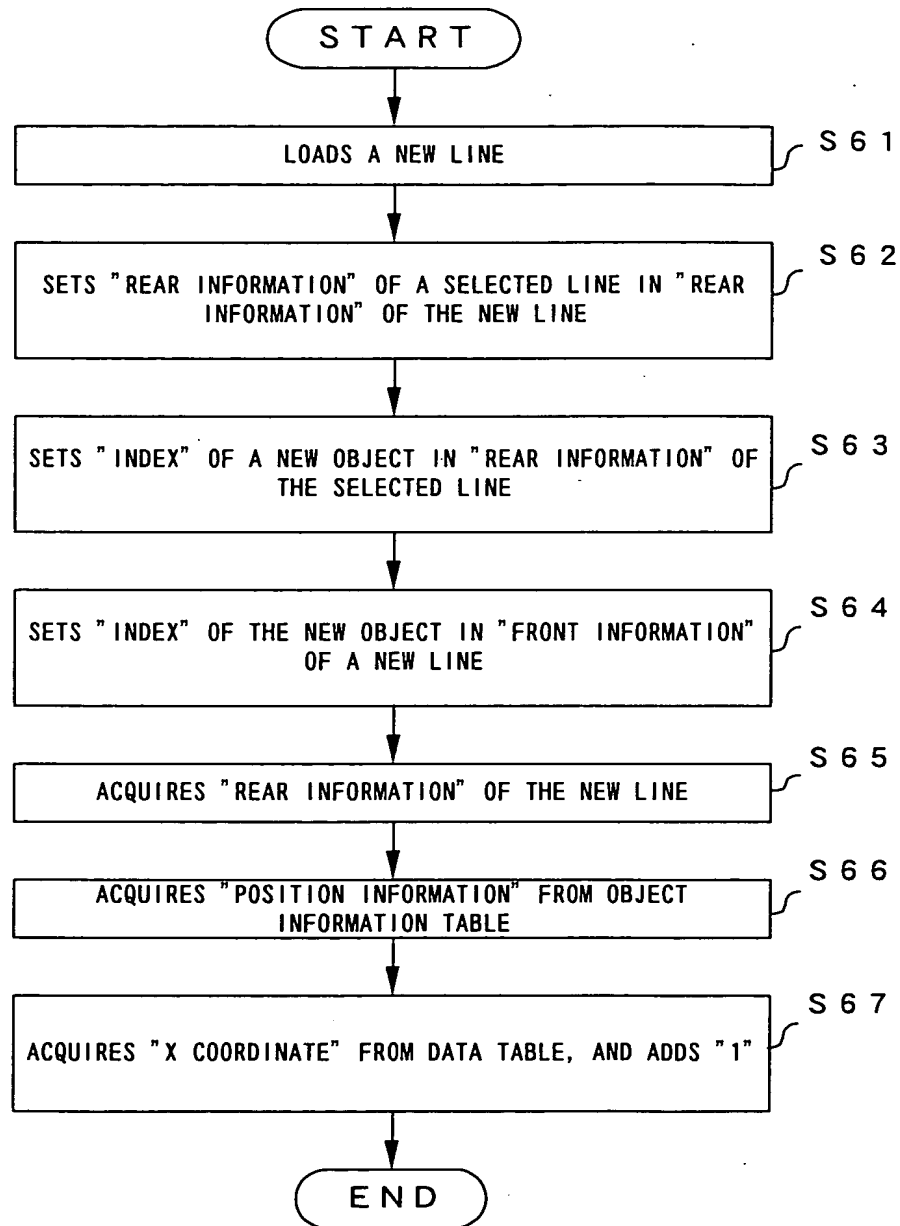 START
LOADS A NEW LINE
S61
SETS "REAR INFORMATION" OF A SELECTED LINE IN "REAR
INFORMATION" OF THE NEW LINE
S62
SETS "INDEX" OF A NEW OBJECT IN "REAR INFORMATION" OF
THE SELECTED LINE
S63
SETS "INDEX" OF THE NEW OBJECT IN "FRONT INFORMATION"
OF A NEW LINE
S64
ACQUIRES "REAR INFORMATION" OF THE NEW LINE
S65
ACQUIRES "POSITION INFORMATION" FROM OBJECT
INFORMATION TABLE
S66
ACQUIRES "X COORDINATE" FROM DATA TABLE, AND ADDS "1"
S67
END